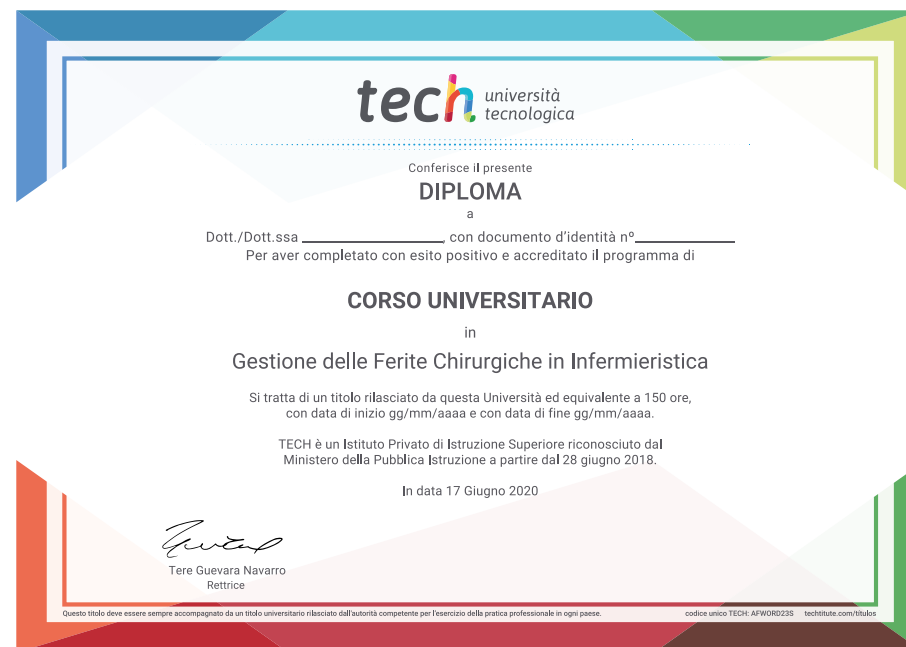 tech università
tecnologica
Conferisce il presente
DIPLOMA
a
Dott./Dott.ssa ____________________, con documento d'identità nº______________
Per aver completato con esito positivo e accreditato il programma di
CORSO UNIVERSITARIO
in
Gestione delle Ferite Chirurgiche in Infermieristica
Si tratta di un titolo rilasciato da questa Università ed equivalente a 150 ore,
con data di inizio gg/mm/aaaa e con data di fine gg/mm/aaaa.
TECH è un Istituto Privato di Istruzione Superiore riconosciuto dal
Ministero della Pubblica Istruzione a partire dal 28 giugno 2018.
In data 17 Giugno 2020
Tere Guevara Navarro
Rettrice
Questo titolo deve essere sempre accompagnato da un titolo universitario rilasciato dall'autorità competente per l'esercizio della pratica professionale in ogni paese. codice unico TECH: AFWORD23S techtitute.com/títulos